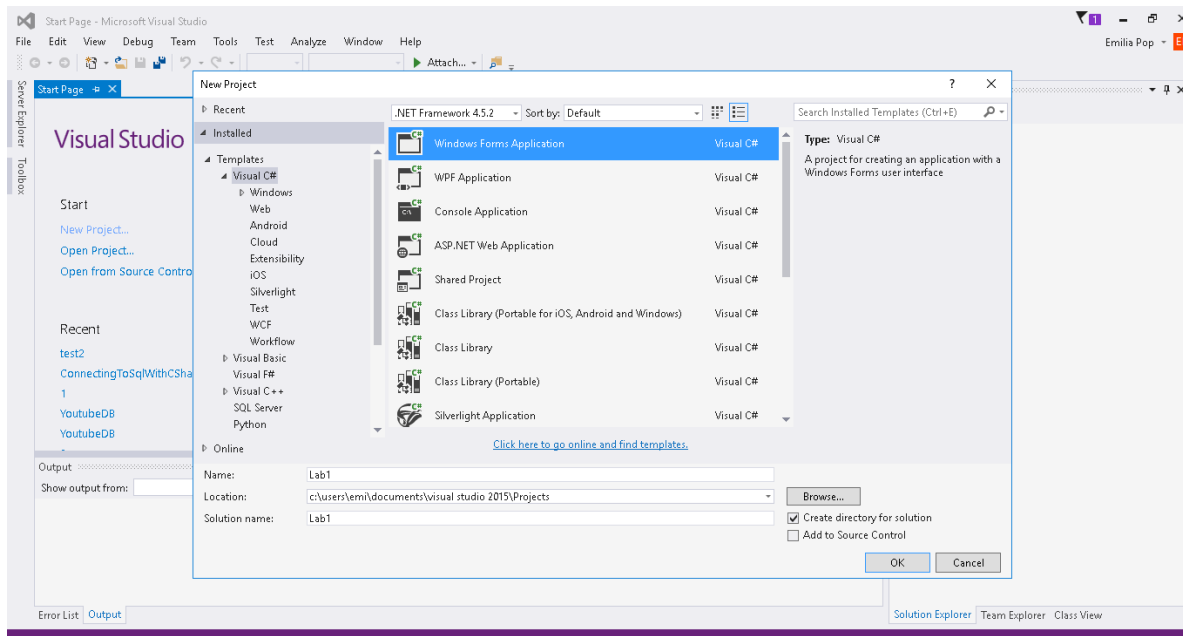 Start Page - Microsoft Visual Studio
1
File Edit View Debug Team Tools Test Analyze Window Help
Emilia Pop
E
Attach...
Server Explorer
Toolbox
Start Page
Visual Studio
Start
New Project...
Open Project...
Open from Source Contro
Recent
test2
ConnectingToSqlWithCSha
1
YoutubeDB
YoutubeDB
New Project
?
Recent
Installed
Templates
Visual C#
Windows
Web
Android
Cloud
Extensibility
iOS
Silverlight
Test
WCF
Workflow
Visual Basic
Visual F#
Visual C++
SQL Server
Python
Online
.NET Framework 4.5.2
Sort by: Default
Search Installed Templates (Ctrl+E)
Windows Forms Application Visual C#
WPF Application Visual C#
Console Application Visual C#
ASP.NET Web Application Visual C#
Shared Project Visual C#
Class Library (Portable for iOS, Android and Windows) Visual C#
Class Library Visual C#
Class Library (Portable) Visual C#
Silverlight Application Visual C#
Click here to go online and find templates.
Type: Visual C#
A project for creating an application with a
Windows Forms user interface
Name: Lab1
Location: c:\users\emi\documents\visual studio 2015\Projects
Browse...
Solution name: Lab1
Create directory for solution
Add to Source Control
OK Cancel
Output
Show output from:
Error List Output
Solution Explorer Team Explorer Class View